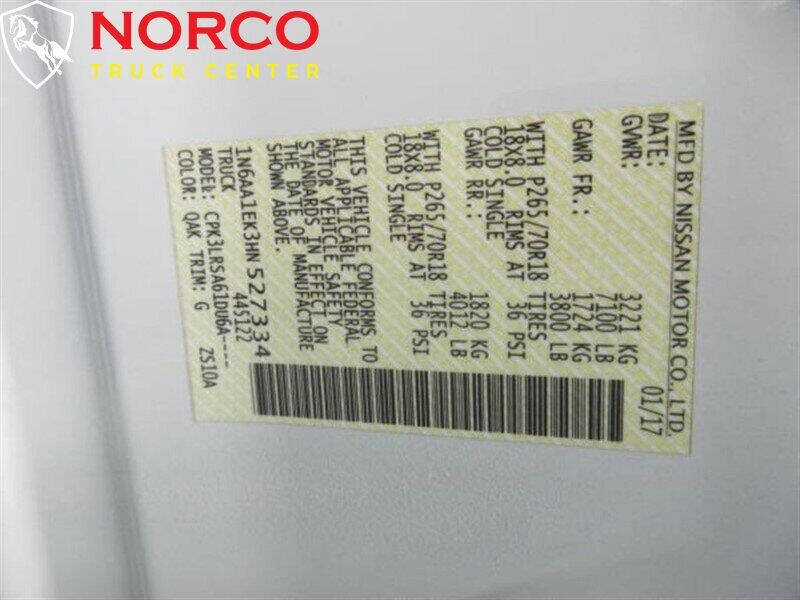 NORCO
TRUCK CENTER
MFD BY NISSAN MOTOR CO., LTD.
DATE: 01/17
GVWR: 3221 KG
7100 LB
GAWR FR.: 1724 KG
3800 LB
WITH P265/70R18 TIRES
18X8.0 RIMS AT 36 PSI
COLD SINGLE
GAWR RR.: 1820 KG
4012 LB
WITH P265/70R18 TIRES
18X8.0 RIMS AT 36 PSI
COLD SINGLE
THIS VEHICLE CONFORMS TO
ALL APPLICABLE FEDERAL
MOTOR VEHICLE SAFETY
STANDARDS IN EFFECT ON
THE DATE OF MANUFACTURE
SHOWN ABOVE.
1N6AA1EK3HN527334
TRUCK 44S122
MODEL: CPK3LRSA61DU6A----
COLOR: QAK TRIM: G ZS10A